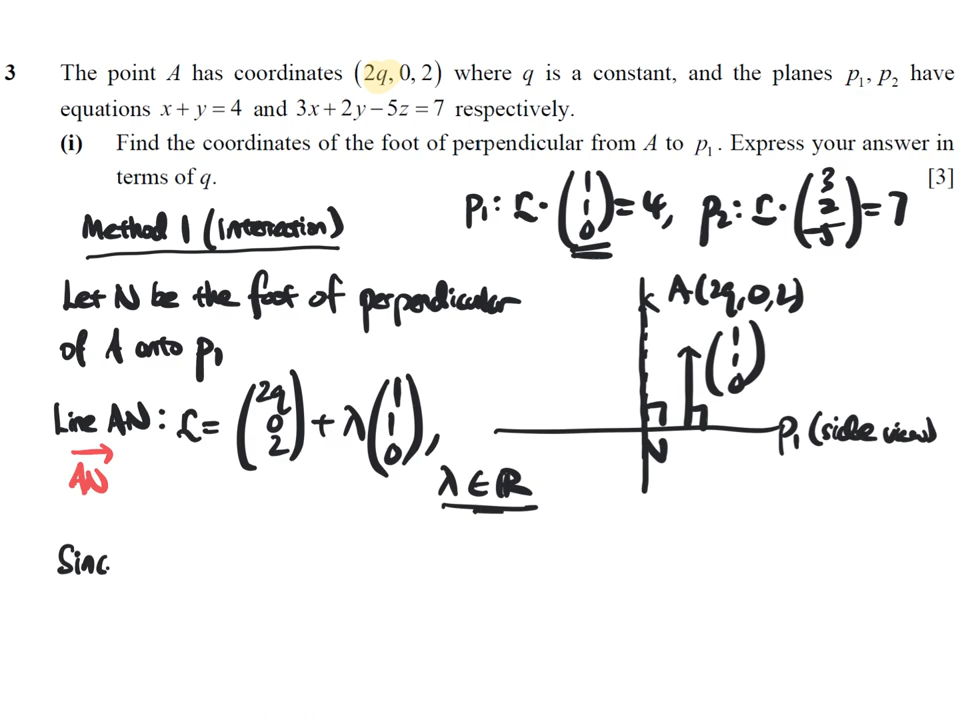 3 The point A has coordinates (2q, 0, 2) where q is a constant, and the planes p₁, p₂ have
equations x + y = 4 and 3x + 2y − 5z = 7 respectively.
(i) Find the coordinates of the foot of perpendicular from A to p₁. Express your answer in
terms of q. [3]
p₁: r · (1 1 0) = 4, p₂: r · (3 2 -5) = 7
Method 1 (Intersection)
Let N be the foot of perpendicular
of A onto p₁
A(2q, 0, 2)
(1 1 0)
Line AN: r = (2q 0 2) + λ (1 1 0),
λ ∈ ℝ
p₁ (side view)
N
AN
Sinc